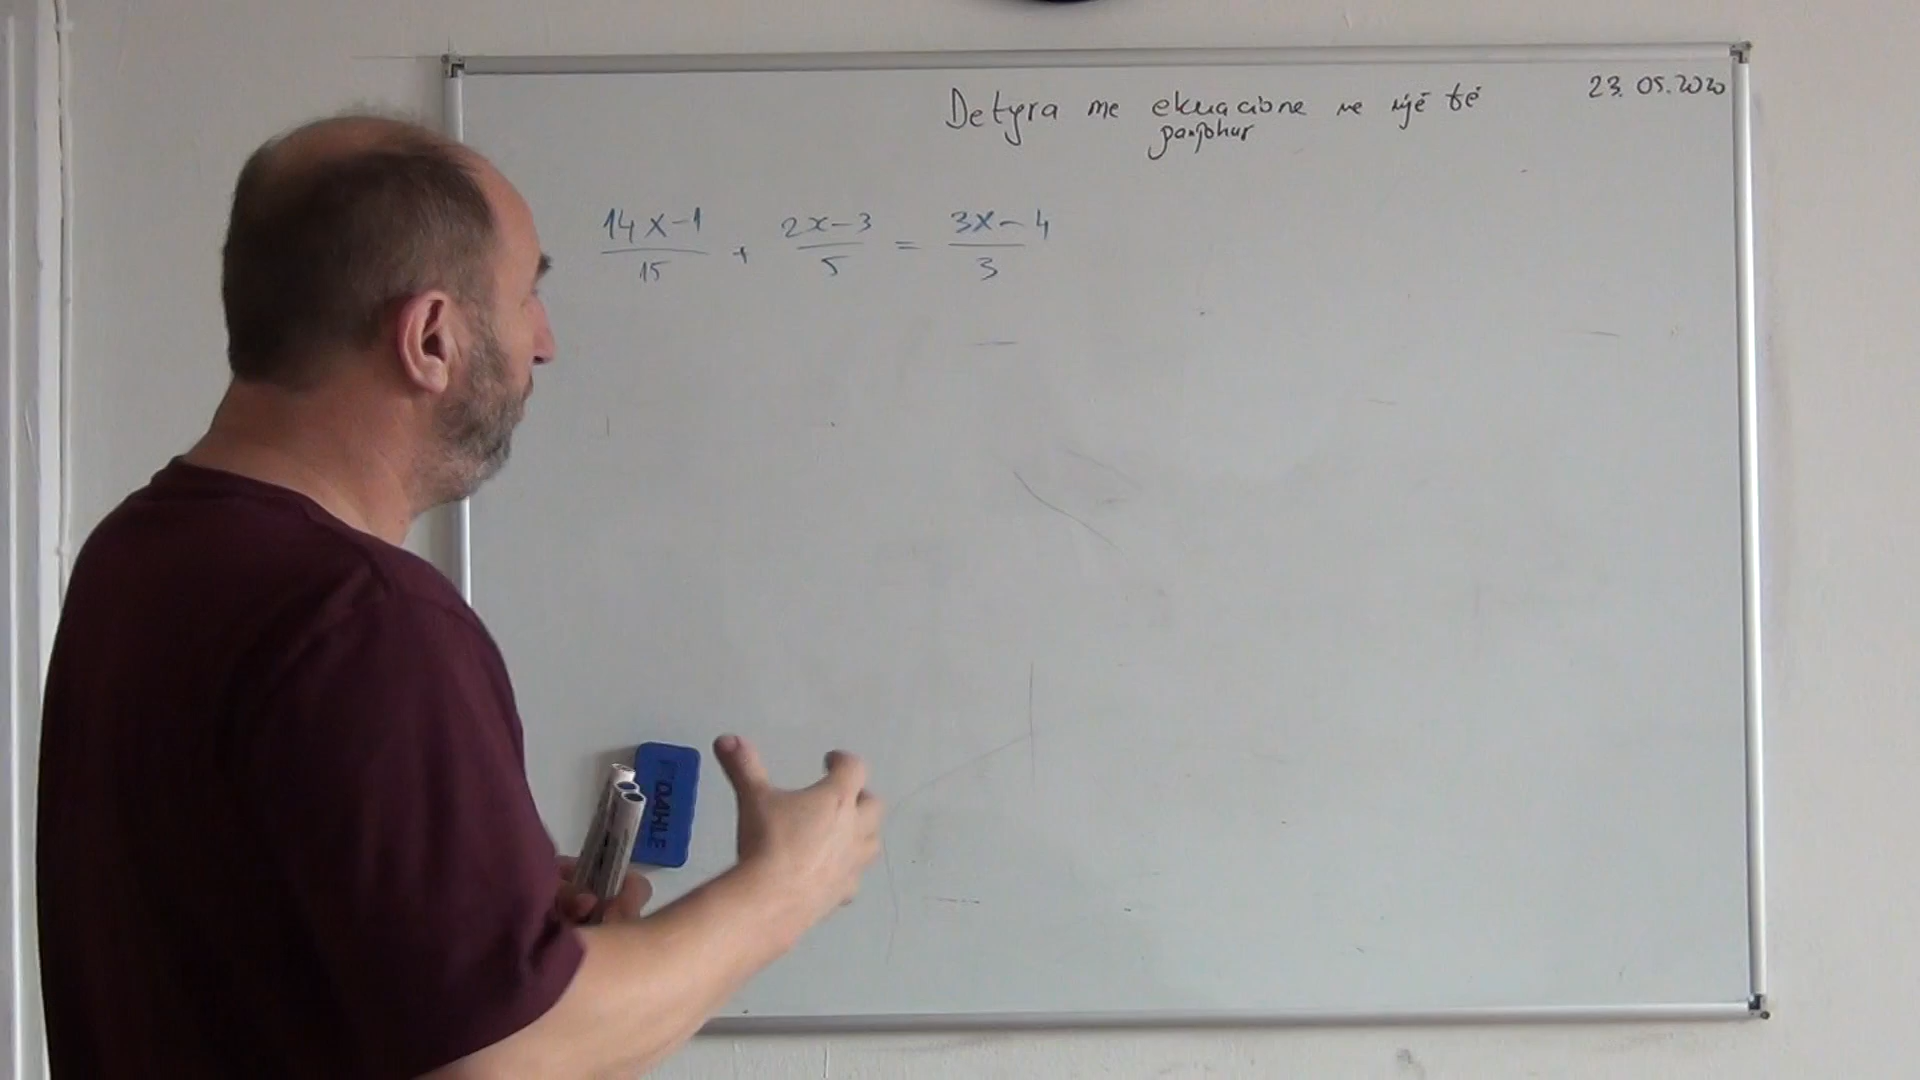 Detyra me ekuacione me një të
panjohur
23.05.2020
14x-1/15 + 2x-3/5 = 3x-4/3
DAHLE